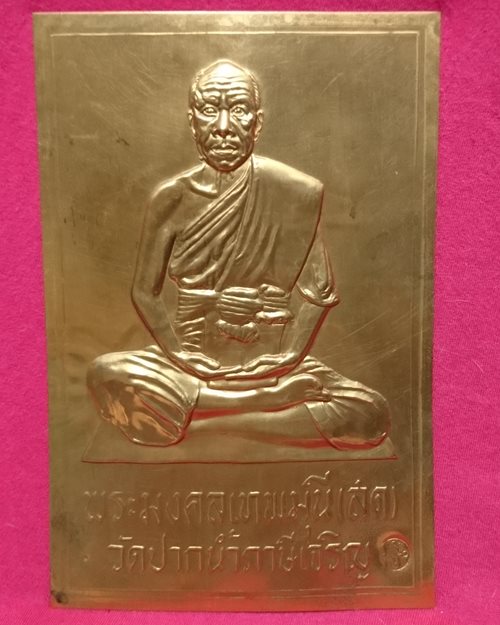 พระมงคลเทพมุนี(สด)
วัดปากน้ำภาษีเจริญ